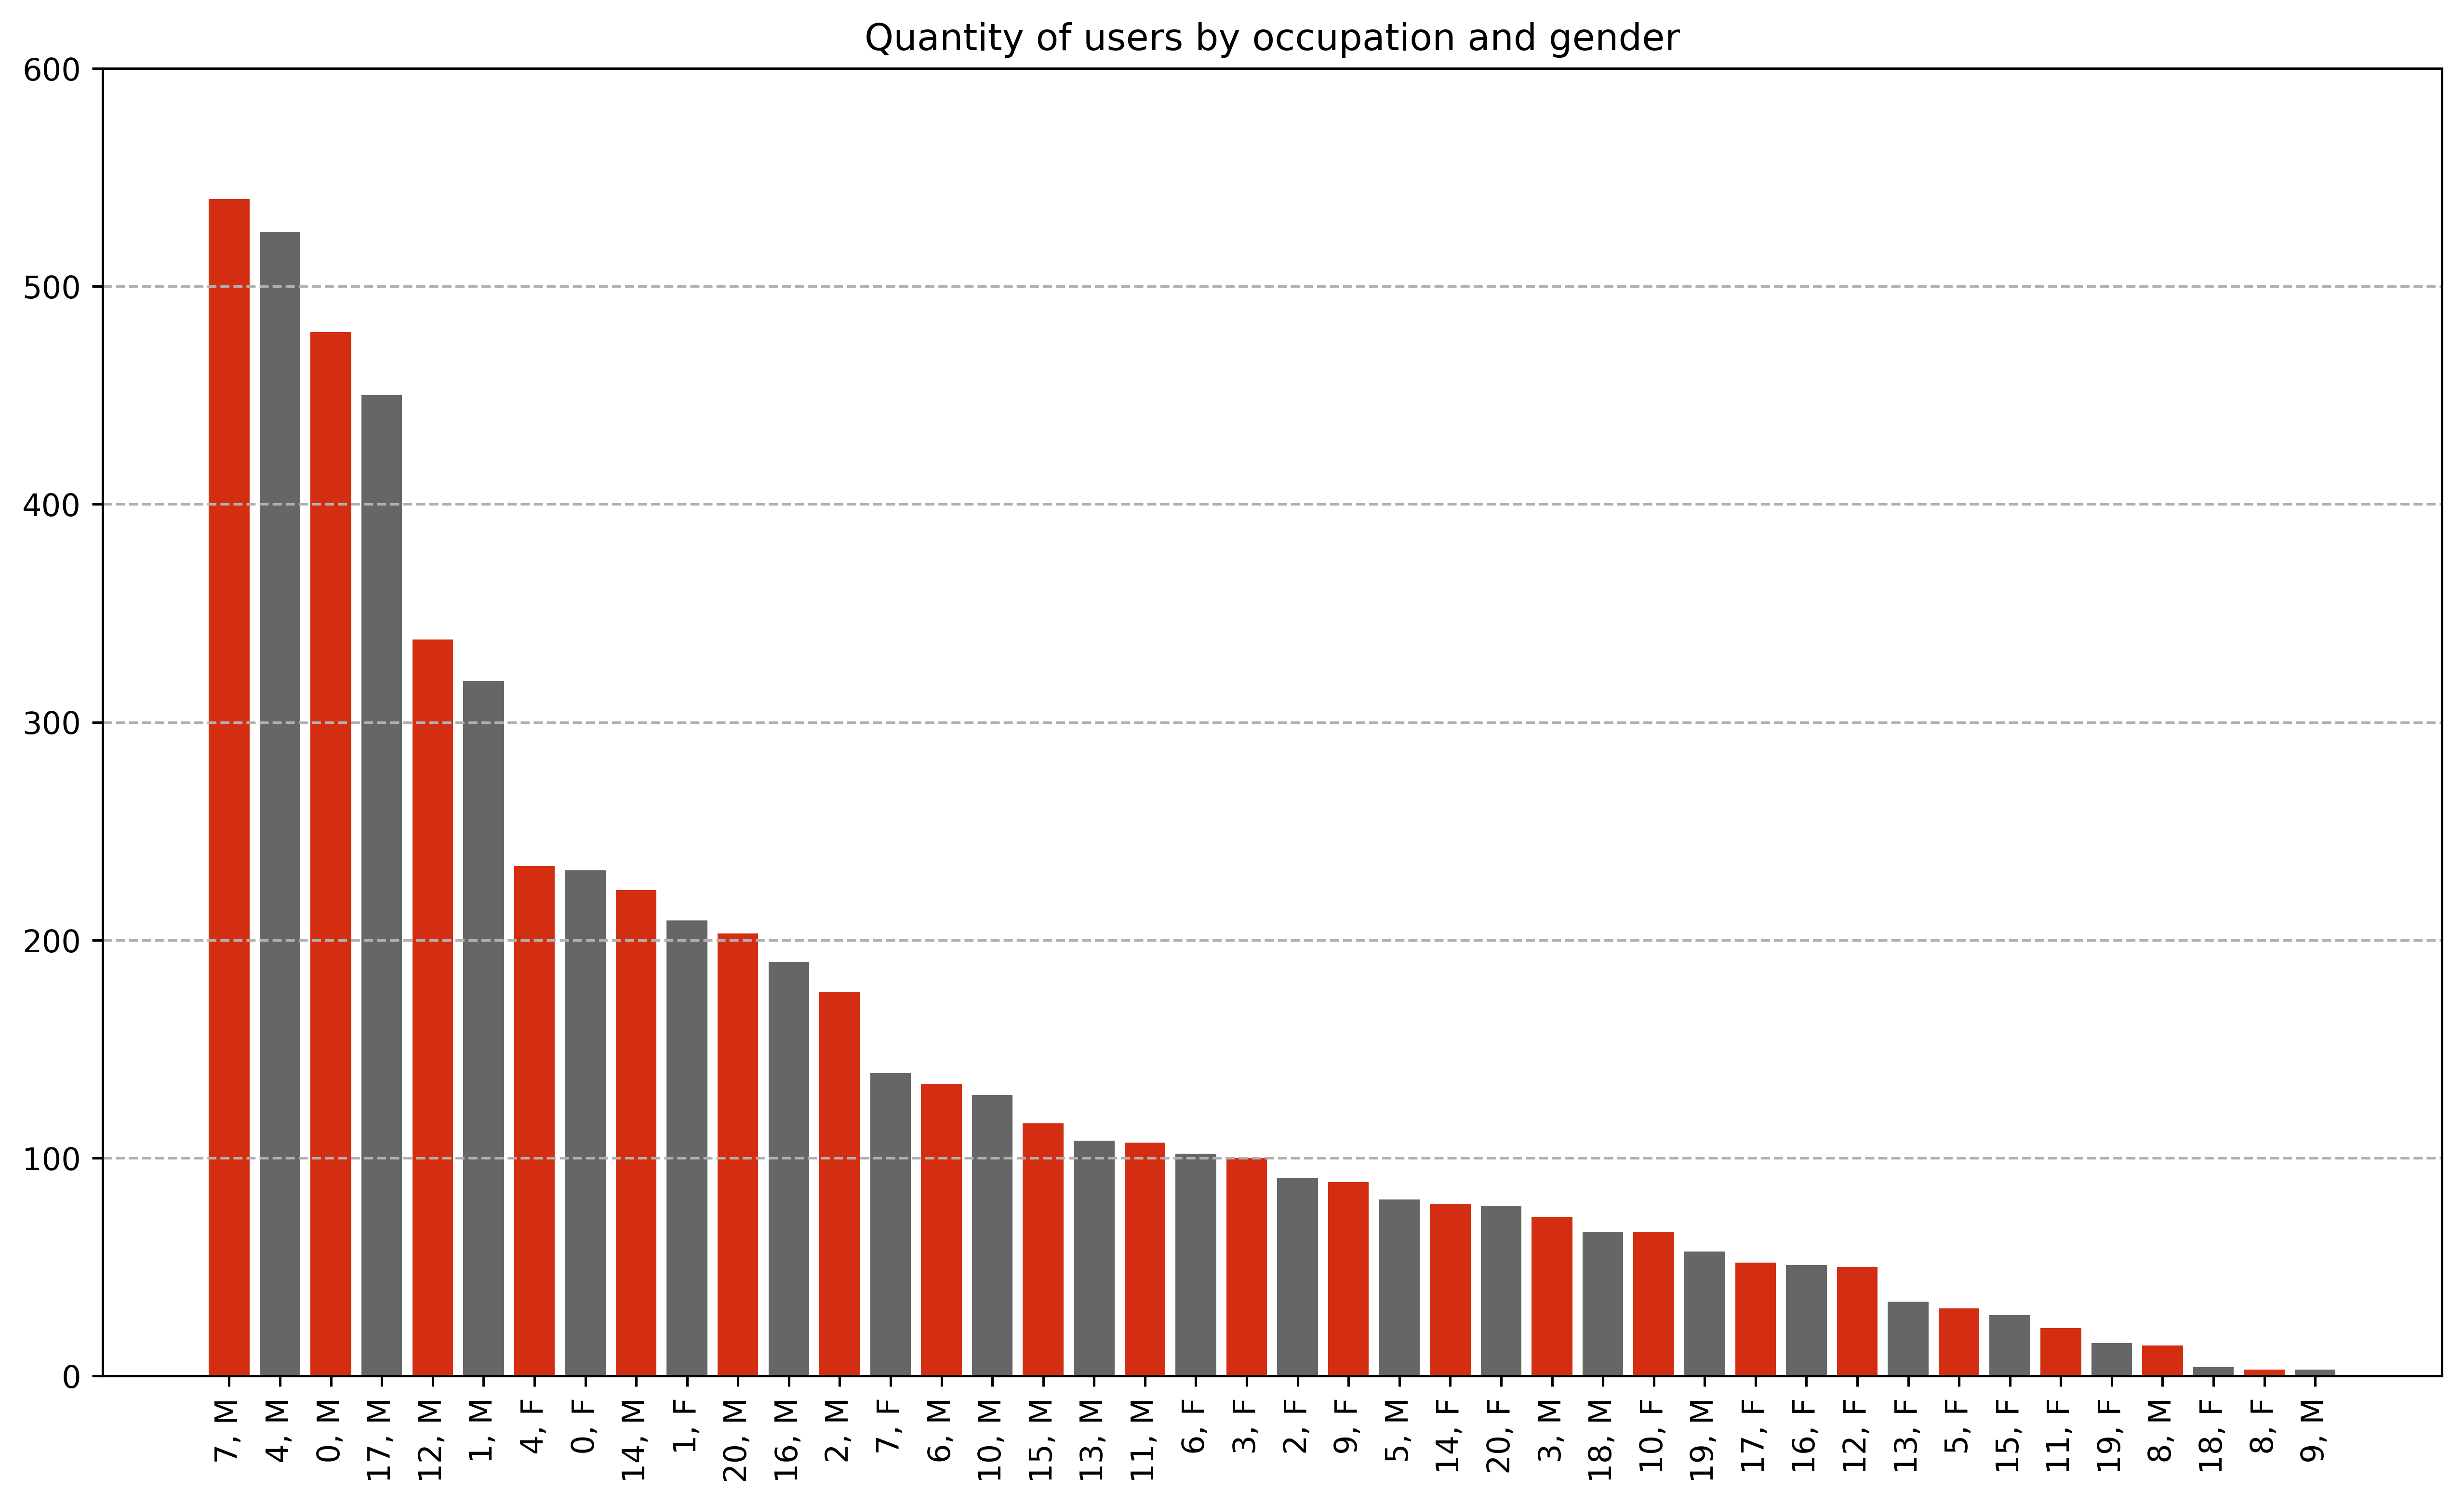 Quantity of users by occupation and gender
600
500
400
300
200
100
0
7, M
4, M
0, M
17, M
12, M
1, M
4, F
0, F
14, M
1, F
20, M
16, M
2, M
7, F
6, M
10, M
15, M
13, M
11, M
6, F
3, F
2, F
9, F
5, M
14, F
20, F
3, M
18, M
10, F
19, M
17, F
16, F
12, F
13, F
5, F
15, F
11, F
19, F
8, M
18, F
8, F
9, M